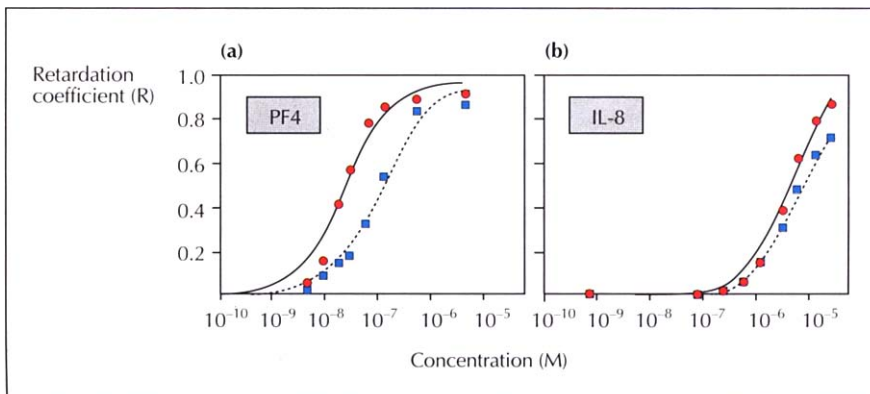 (a) (b)
Retardation
coefficient (R)
1.0
0.8
0.6
0.4
0.2
PF4 IL-8
10⁻¹⁰ 10⁻⁹ 10⁻⁸ 10⁻⁷ 10⁻⁶ 10⁻⁵ 10⁻¹⁰ 10⁻⁹ 10⁻⁸ 10⁻⁷ 10⁻⁶ 10⁻⁵
Concentration (M)